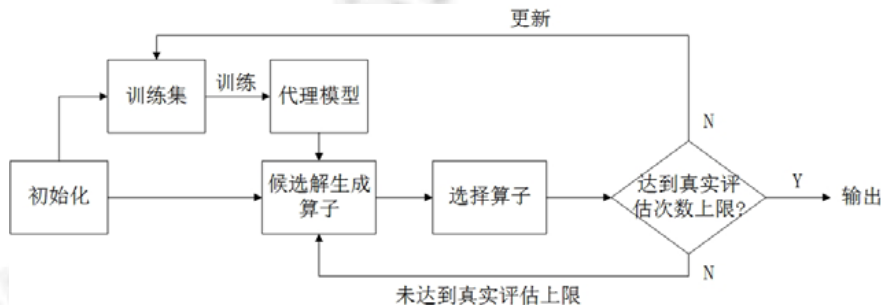 更新
训练集
训练
代理模型
N
初始化
候选解生成
算子
选择算子
达到真实评
估次数上限?
Y
输出
N
未达到真实评估上限